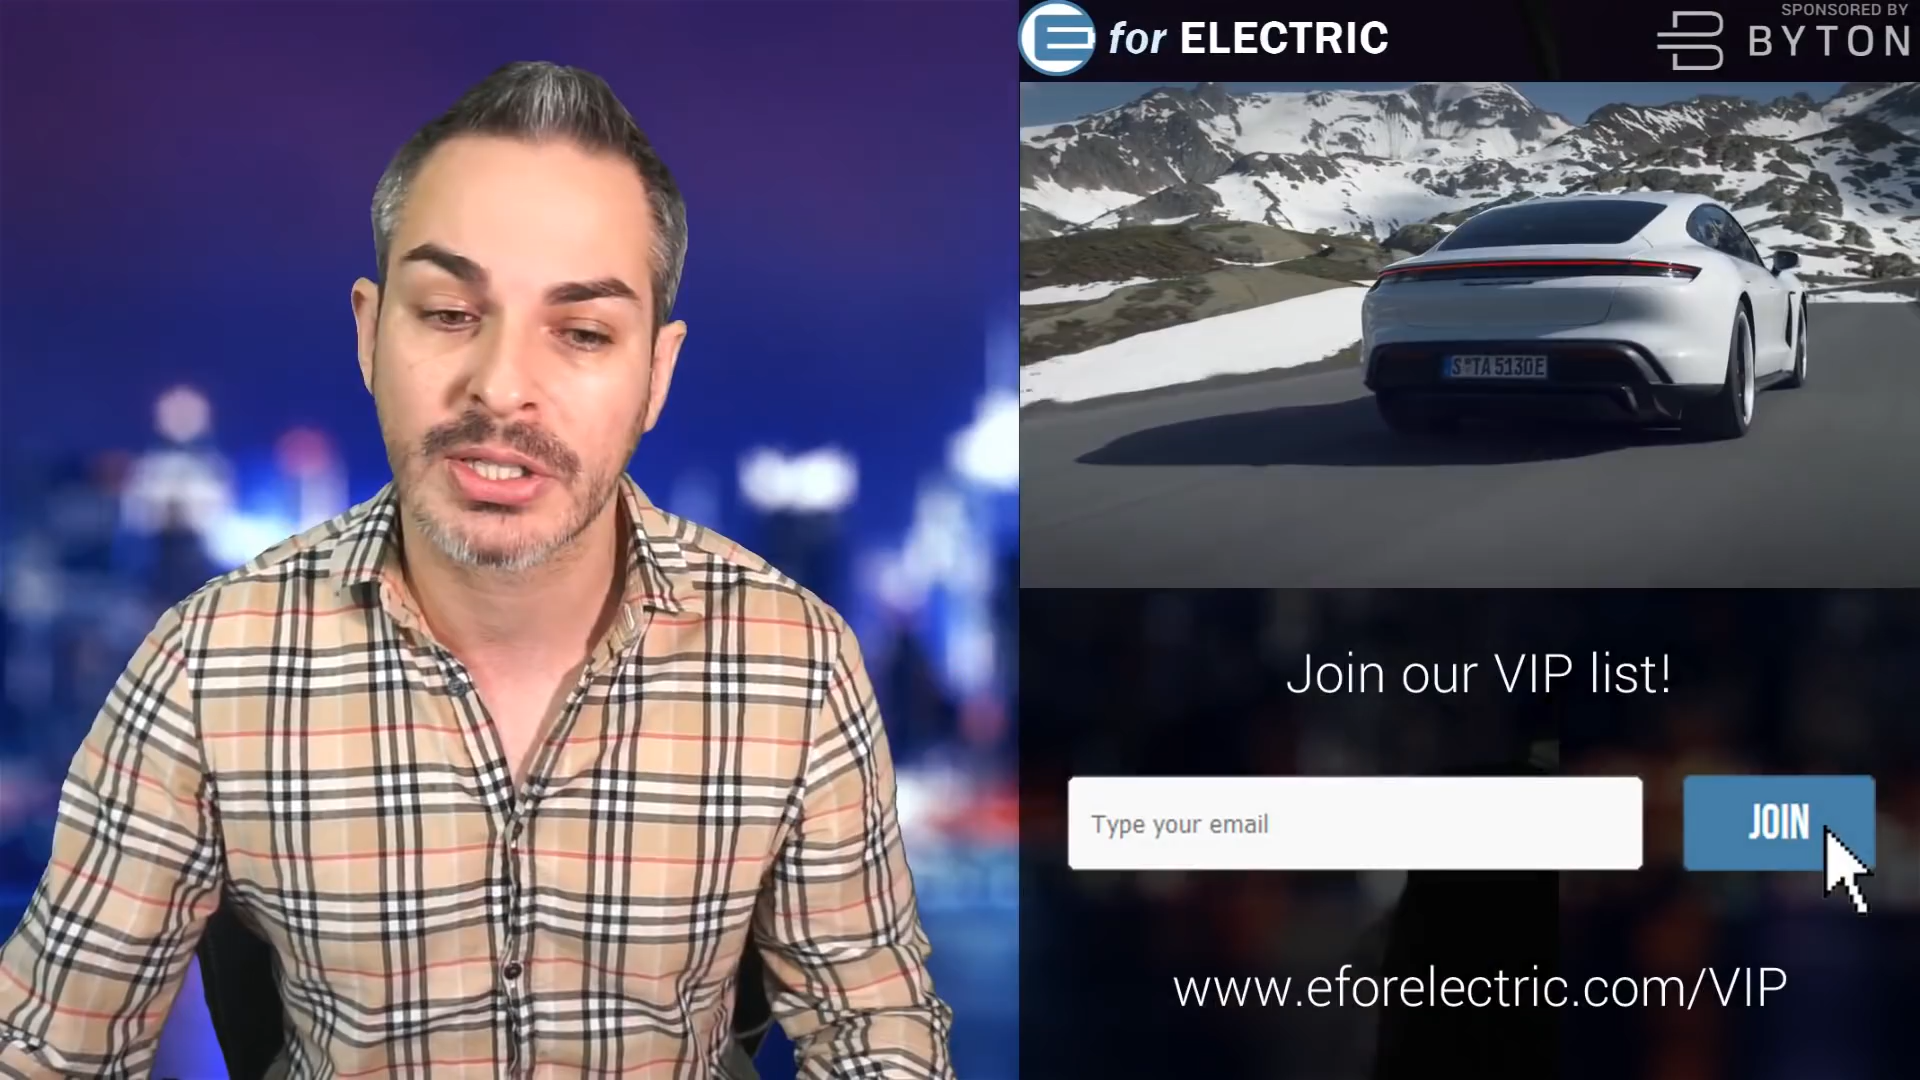 E for ELECTRIC
SPONSORED BY
BYTON
S TA 5130E
Join our VIP list!
Type your email
JOIN
www.eforelectric.com/VIP